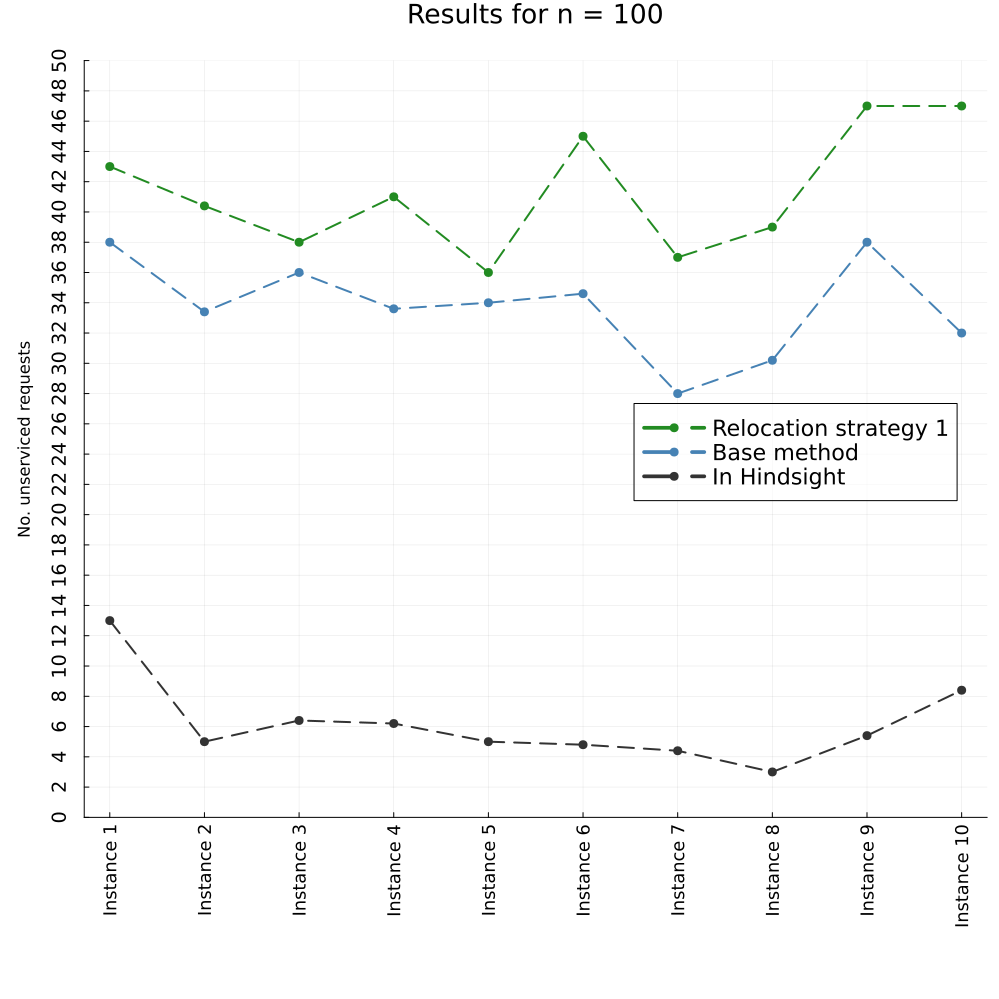 Results for n = 100
No. unserviced requests
50
48
46
44
42
40
38
36
34
32
30
28
26
24
22
20
18
16
14
12
10
8
6
4
2
0
Relocation strategy 1
Base method
In Hindsight
Instance 1
Instance 2
Instance 3
Instance 4
Instance 5
Instance 6
Instance 7
Instance 8
Instance 9
Instance 10